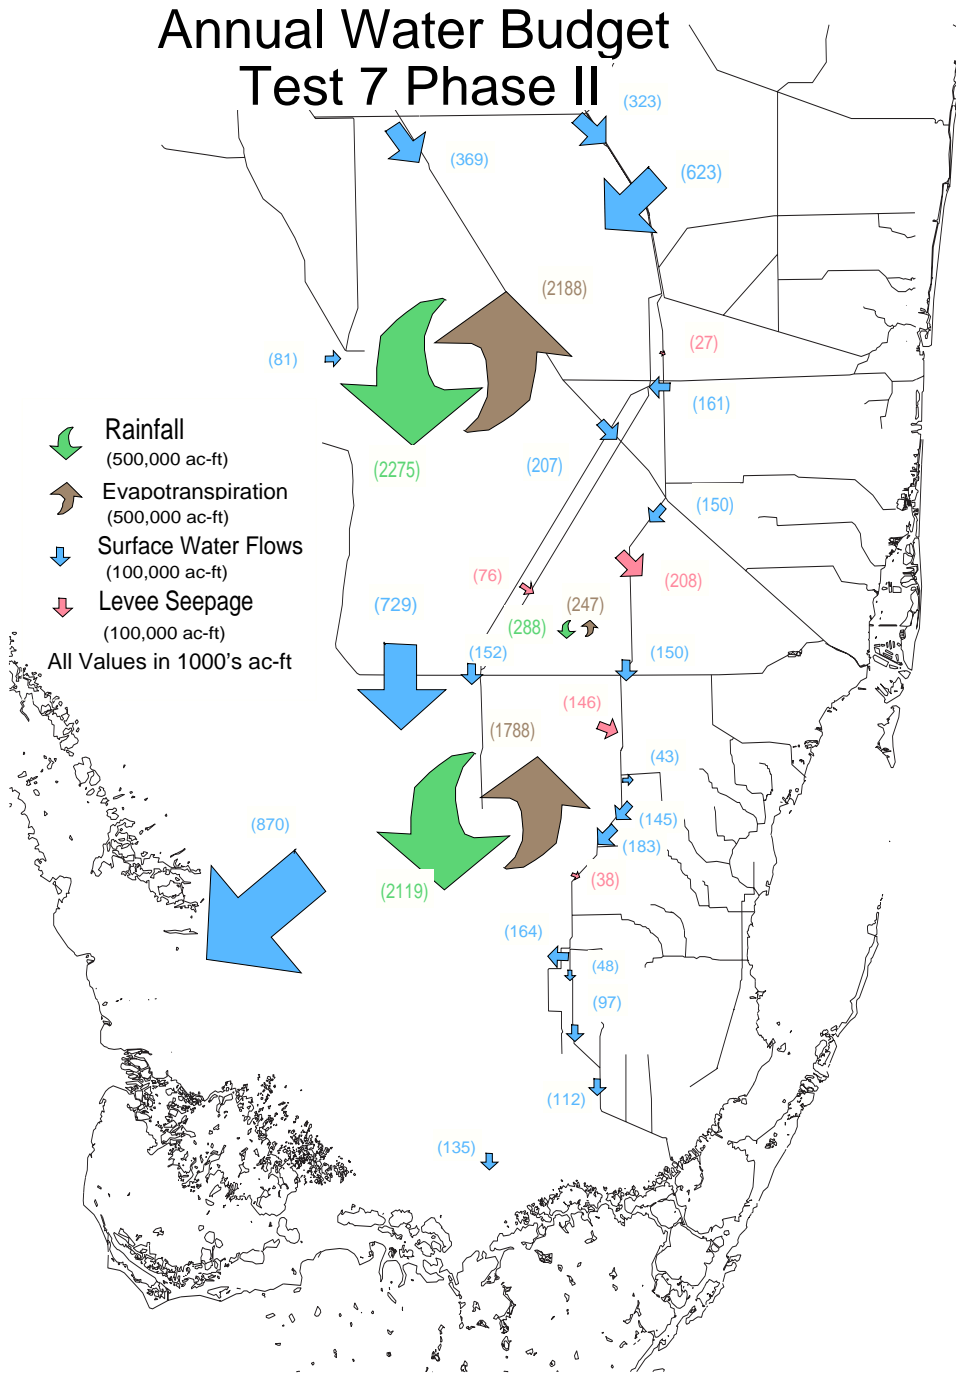 Annual Water Budget
Test 7 Phase II
(323)
(369)
(623)
(2188)
(27)
(81)
(161)
Rainfall
(500,000 ac-ft)
(2275)
(207)
Evapotranspiration
(500,000 ac-ft)
(150)
Surface Water Flows
(100,000 ac-ft)
(76)
(208)
Levee Seepage
(100,000 ac-ft)
(729)
(247)
(288)
All Values in 1000's ac-ft
(152)
(150)
(146)
(1788)
(43)
(870)
(145)
(183)
(2119)
(38)
(164)
(48)
(97)
(112)
(135)